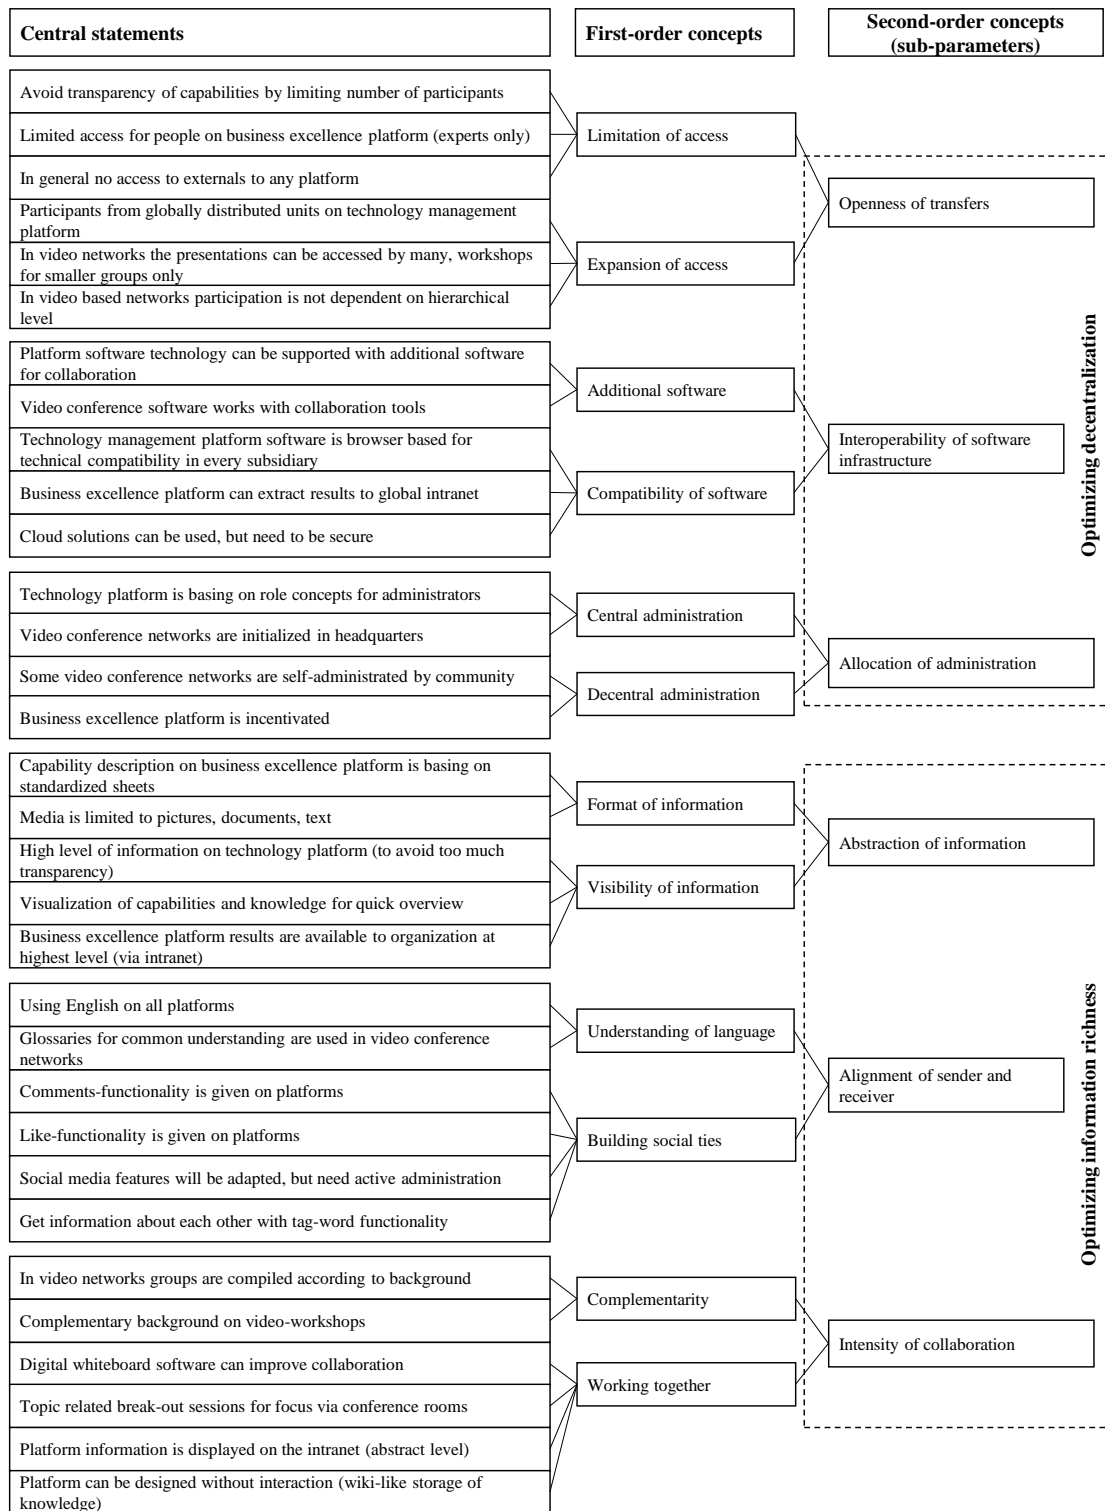 Central statements
First-order concepts
Second-order concepts
(sub-parameters)
Avoid transparency of capabilities by limiting number of participants
Limited access for people on business excellence platform (experts only)
In general no access to externals to any platform
Limitation of access
Participants from globally distributed units on technology management
platform
In video networks the presentations can be accessed by many, workshops
for smaller groups only
In video based networks participation is not dependent on hierarchical
level
Expansion of access
Openness of transfers
Platform software technology can be supported with additional software
for collaboration
Video conference software works with collaboration tools
Additional software
Technology management platform software is browser based for
technical compatibility in every subsidiary
Business excellence platform can extract results to global intranet
Cloud solutions can be used, but need to be secure
Compatibility of software
Interoperability of software
infrastructure
Technology platform is basing on role concepts for administrators
Video conference networks are initialized in headquarters
Central administration
Some video conference networks are self-administrated by community
Business excellence platform is incentivated
Decentral administration
Allocation of administration
Optimizing decentralization
Capability description on business excellence platform is basing on
standardized sheets
Media is limited to pictures, documents, text
Format of information
High level of information on technology platform (to avoid too much
transparency)
Visualization of capabilities and knowledge for quick overview
Business excellence platform results are available to organization at
highest level (via intranet)
Visibility of information
Abstraction of information
Using English on all platforms
Glossaries for common understanding are used in video conference
networks
Understanding of language
Comments-functionality is given on platforms
Like-functionality is given on platforms
Social media features will be adapted, but need active administration
Get information about each other with tag-word functionality
Building social ties
Alignment of sender and
receiver
In video networks groups are compiled according to background
Complementary background on video-workshops
Complementarity
Digital whiteboard software can improve collaboration
Topic related break-out sessions for focus via conference rooms
Platform information is displayed on the intranet (abstract level)
Platform can be designed without interaction (wiki-like storage of
knowledge)
Working together
Intensity of collaboration
Optimizing information richness